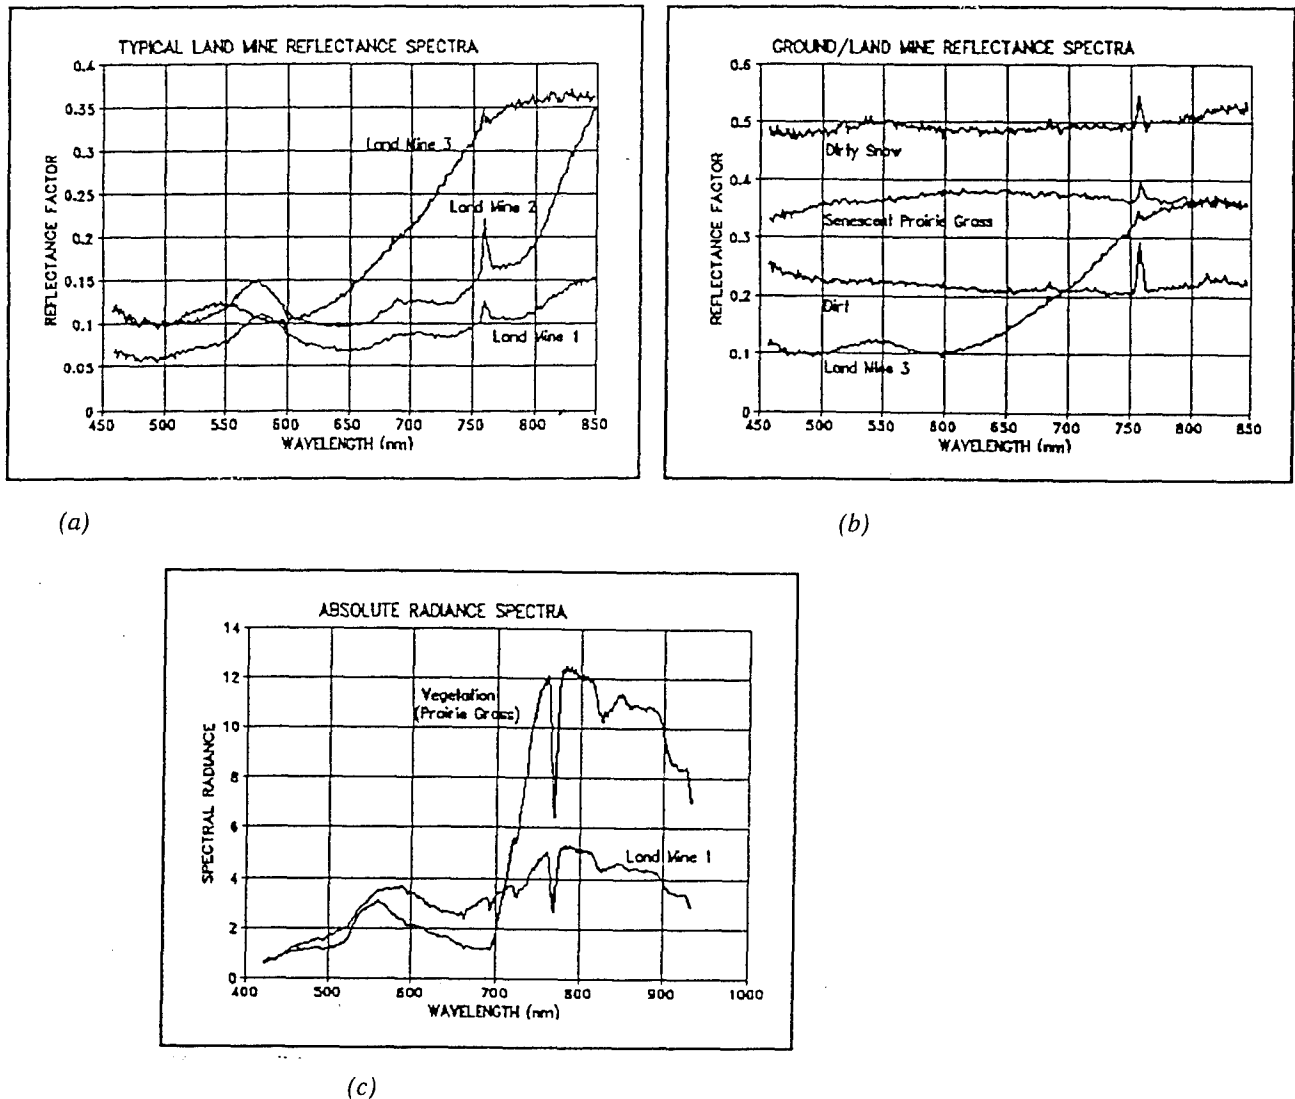 TYPICAL LAND MINE REFLECTANCE SPECTRA
0.4
0.35
0.3
0.25
0.2
0.15
0.1
0.05
0
REFLECTANCE FACTOR
Land Mine 3
Land Mine 2
Land Mine 1
450 500 550 600 650 700 750 800 850
WAVELENGTH (nm)
(a)
GROUND/LAND MINE REFLECTANCE SPECTRA
0.6
0.5
0.4
0.3
0.2
0.1
0
REFLECTANCE FACTOR
Dirty Snow
Senescent Prairie Grass
Dirt
Land Mine 3
450 500 550 600 650 700 750 800 850
WAVELENGTH (nm)
(b)
ABSOLUTE RADIANCE SPECTRA
14
12
10
8
6
4
2
0
SPECTRAL RADIANCE
Vegetation
(Prairie Grass)
Land Mine 1
400 500 600 700 800 900 1000
WAVELENGTH (nm)
(c)